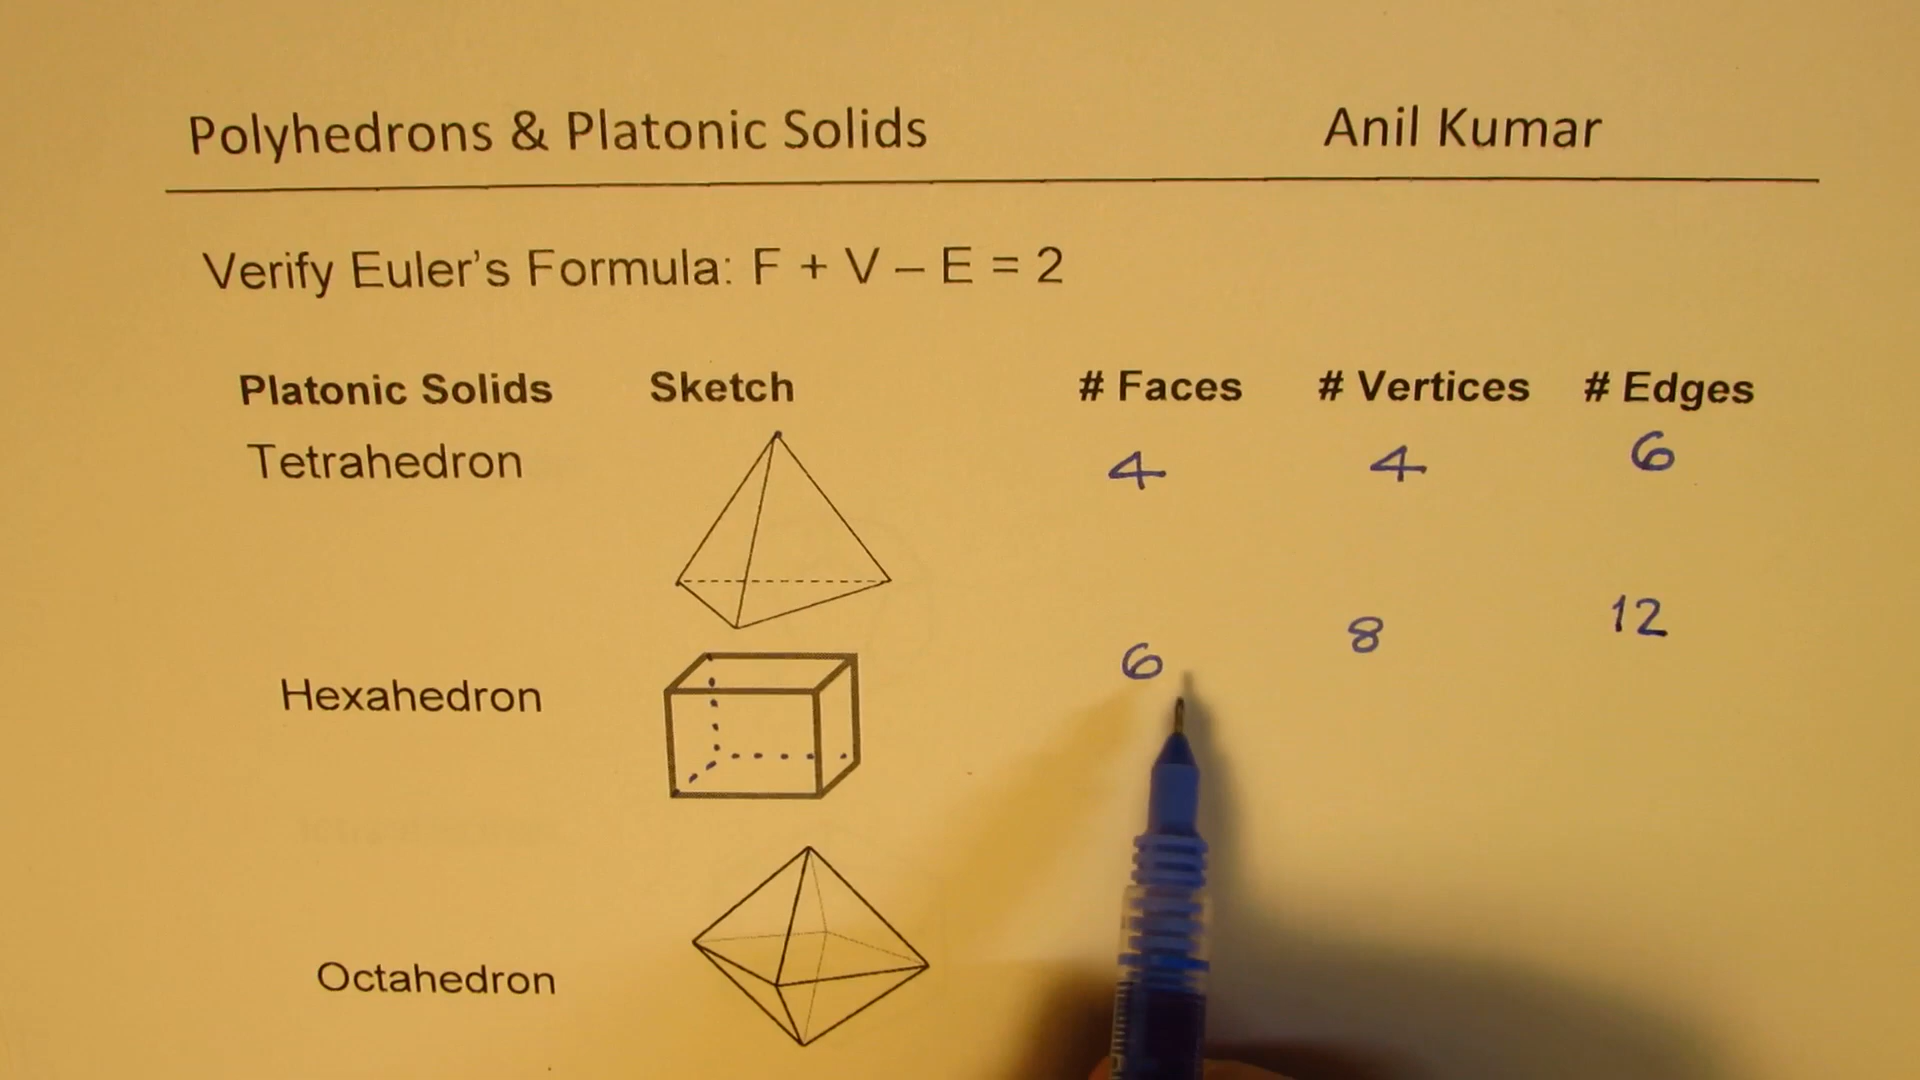 Polyhedrons & Platonic Solids Anil Kumar
Verify Euler's Formula: F + V – E = 2
Platonic Solids Sketch # Faces # Vertices # Edges
Tetrahedron 4 4 6
Hexahedron 6 8 12
Octahedron